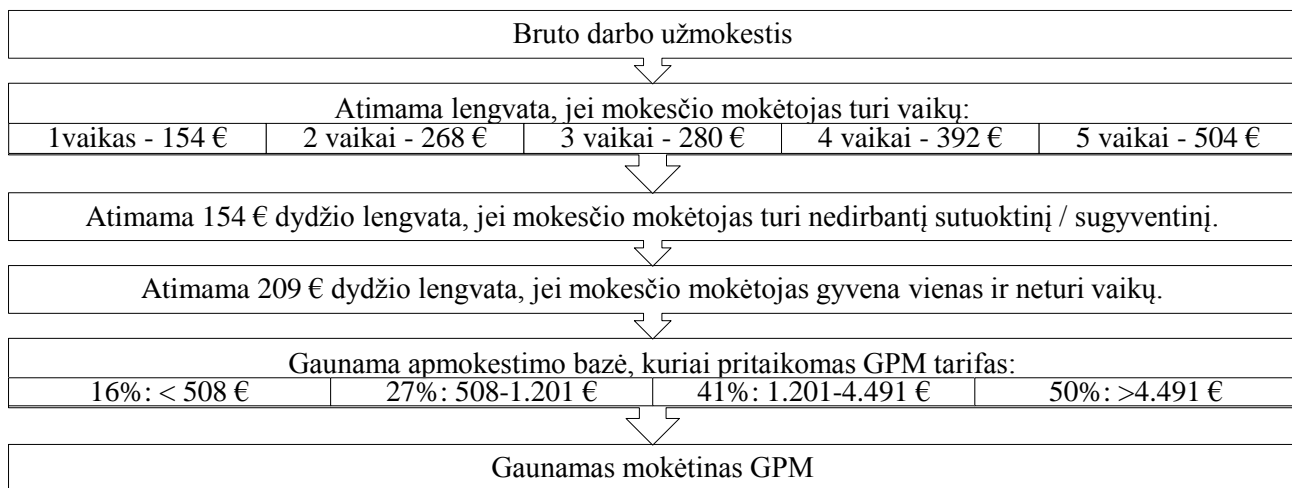 Bruto darbo užmokestis
Atimama lengvata, jei mokesčio mokėtojas turi vaikų:
1vaikas - 154 € 2 vaikai - 268 € 3 vaikai - 280 € 4 vaikai - 392 € 5 vaikai - 504 €
Atimama 154 € dydžio lengvata, jei mokesčio mokėtojas turi nedirbantį sutuoktinį / sugyventinį.
Atimama 209 € dydžio lengvata, jei mokesčio mokėtojas gyvena vienas ir neturi vaikų.
Gaunama apmokestimo bazė, kuriai pritaikomas GPM tarifas:
16%: < 508 € 27%: 508-1.201 € 41%: 1.201-4.491 € 50%: >4.491 €
Gaunamas mokėtinas GPM